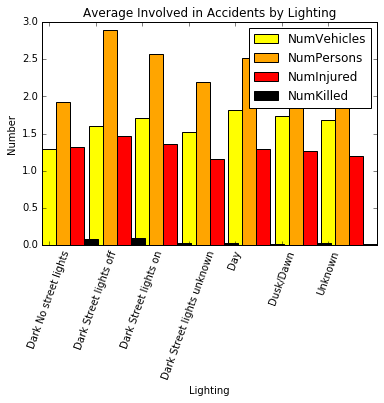 Average Involved in Accidents by Lighting
3.0
2.5
2.0
1.5
1.0
0.5
0.0
Number
NumVehicles
NumPersons
NumInjured
NumKilled
Dark No street lights
Dark Street lights off
Dark Street lights on
Dark Street lights unknown
Day
Dusk/Dawn
Unknown
Lighting